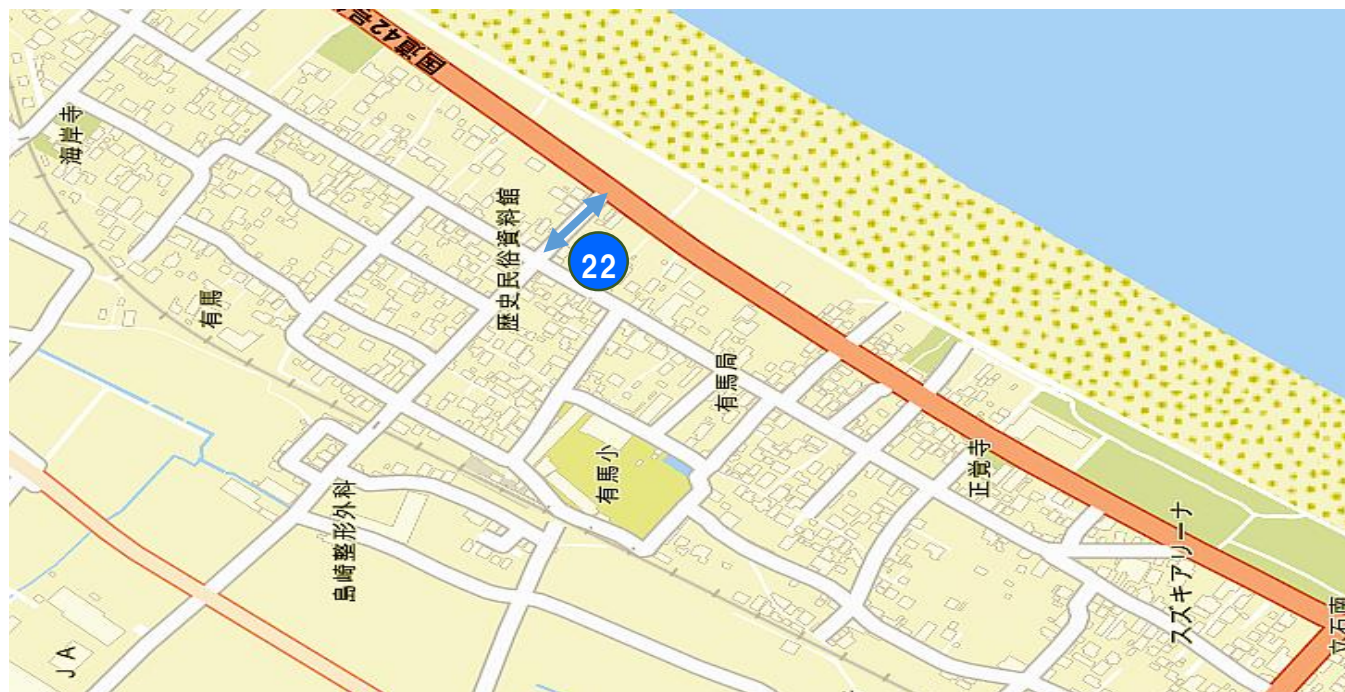 国道42号
海岸寺
歴史民俗資料館
22
有馬
有馬局
有馬小
正覚寺
島崎整形外科
スズキアリーナ
立石南
JA